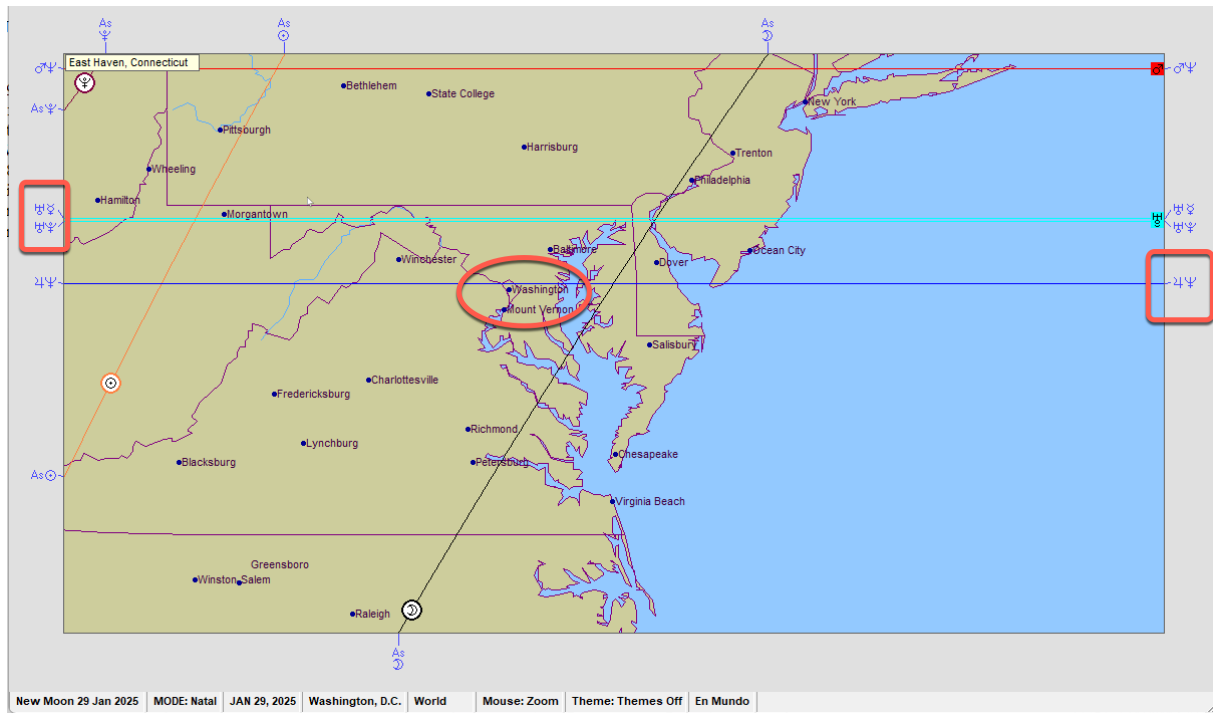 As As As
♇ ☉ ☽
East Haven, Connecticut
♂♆ ♂ ♂♆
Bethlehem
State College
As♆
New York
Pittsburgh
Harrisburg
Trenton
Wheeling
Philadelphia
Hamilton
♅☿ ♅☿
Morgantown
♅
Baltimore
Ocean City
Winchester
Dover
♃♆ ♃♆
Washington
Mount Vernon
Salisbury
☉
Charlottesville
Fredericksburg
Richmond
Lynchburg
Chesapeake
Blacksburg
Petersburg
As☉
Virginia Beach
Greensboro
Winston Salem
Raleigh
☽
As
☽
New Moon 29 Jan 2025 MODE: Natal JAN 29, 2025 Washington, D.C. World Mouse: Zoom Theme: Themes Off En Mundo